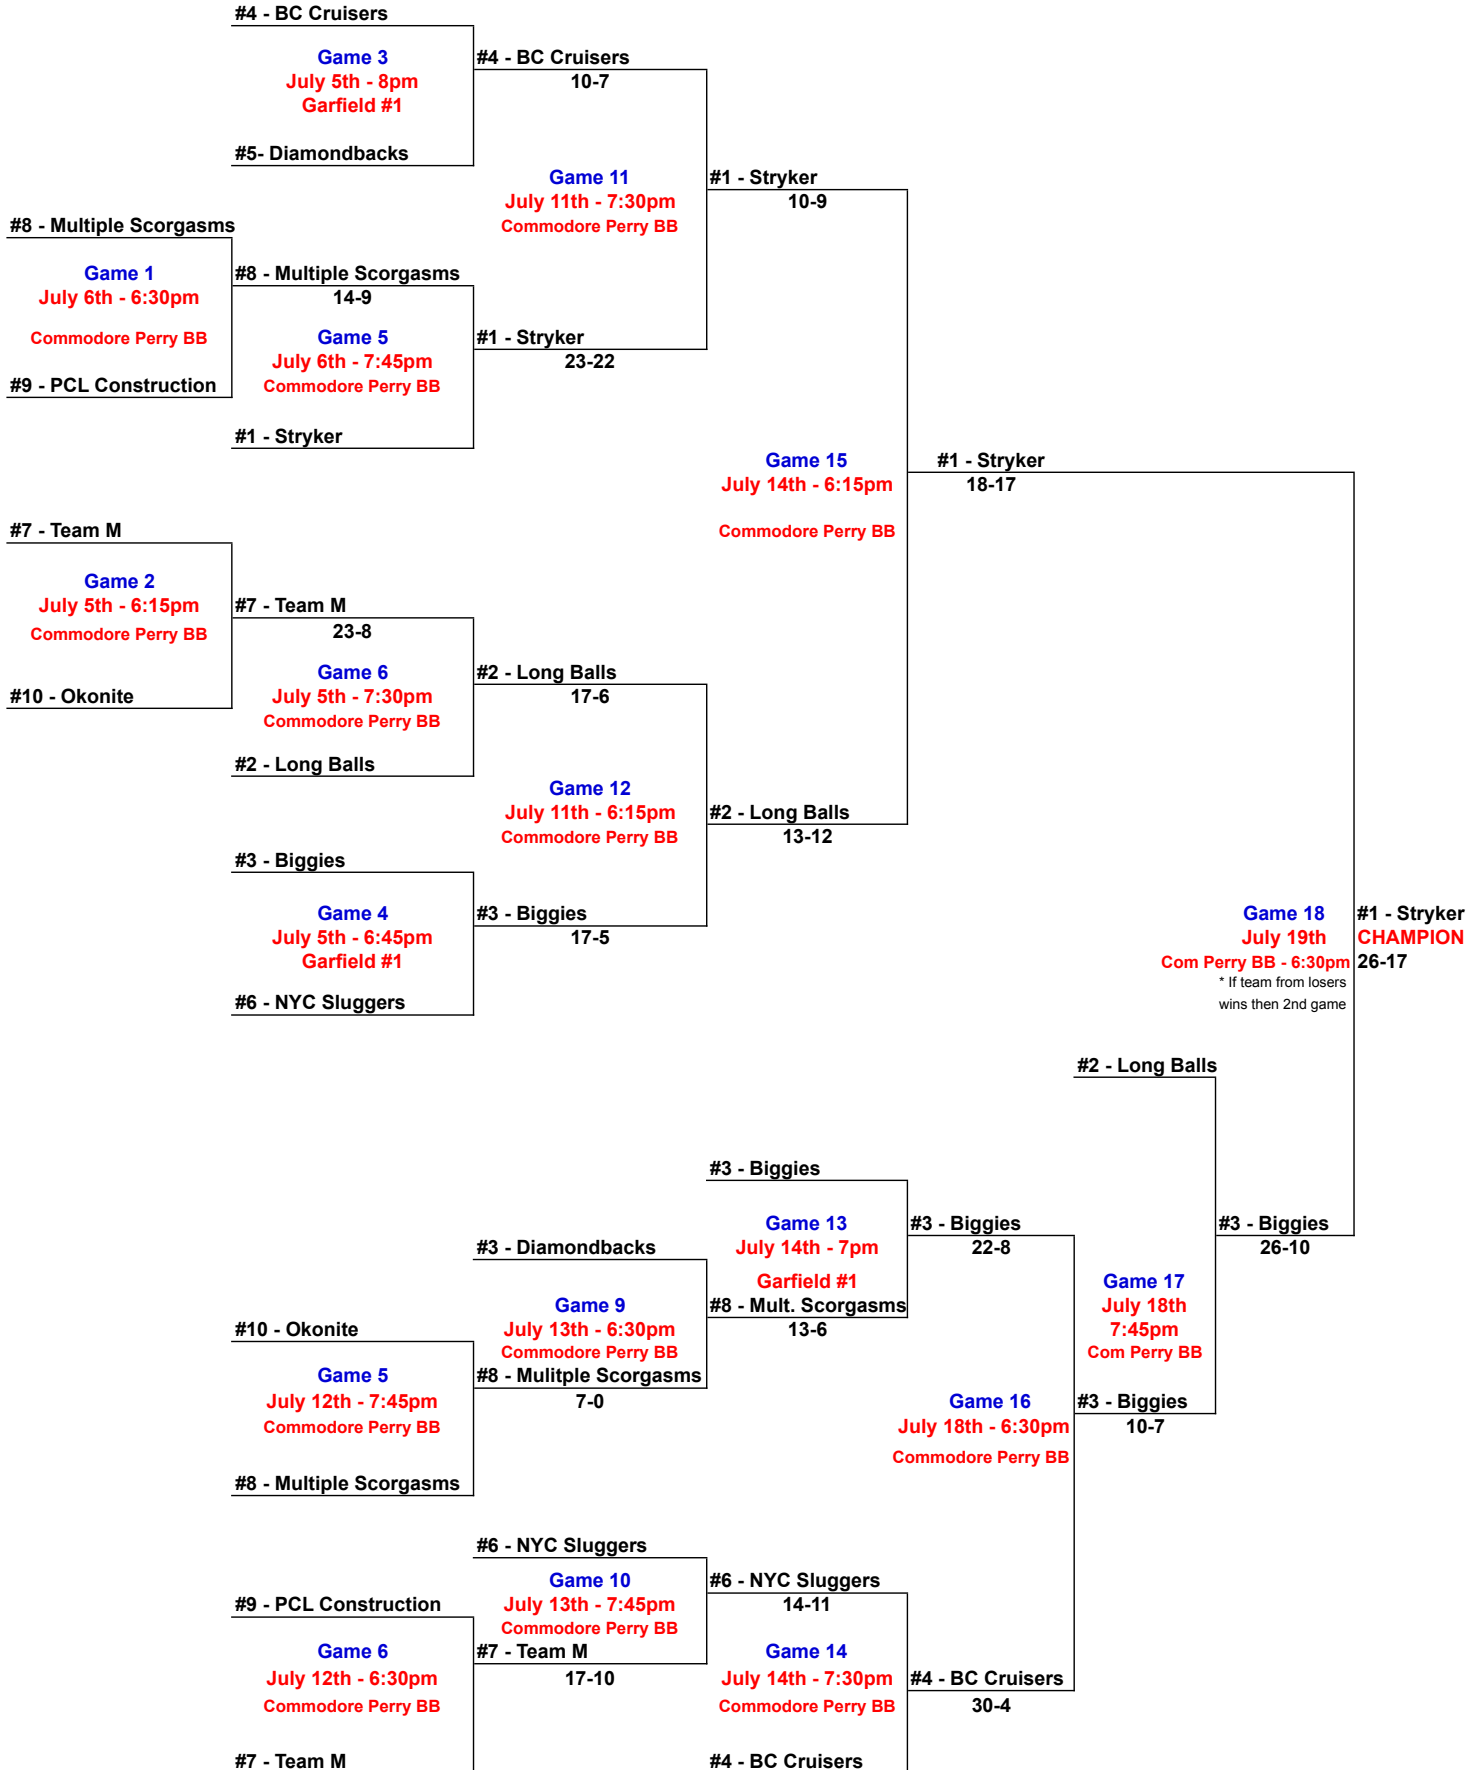 #4 - BC Cruisers
Game 3
July 5th - 8pm
Garfield #1
#4 - BC Cruisers
10-7
#5- Diamondbacks
Game 11
July 11th - 7:30pm
Commodore Perry BB
#1 - Stryker
10-9
#8 - Multiple Scorgasms
Game 1
July 6th - 6:30pm
Commodore Perry BB
#8 - Multiple Scorgasms
14-9
#9 - PCL Construction
Game 5
July 6th - 7:45pm
Commodore Perry BB
#1 - Stryker
23-22
#1 - Stryker
Game 15
July 14th - 6:15pm
Commodore Perry BB
#1 - Stryker
18-17
#7 - Team M
Game 2
July 5th - 6:15pm
Commodore Perry BB
#7 - Team M
23-8
#10 - Okonite
Game 6
July 5th - 7:30pm
Commodore Perry BB
#2 - Long Balls
17-6
#2 - Long Balls
Game 12
July 11th - 6:15pm
Commodore Perry BB
#2 - Long Balls
13-12
#3 - Biggies
Game 4
July 5th - 6:45pm
Garfield #1
#3 - Biggies
17-5
#6 - NYC Sluggers
Game 18
July 19th
Com Perry BB - 6:30pm
* If team from losers
wins then 2nd game
#1 - Stryker
CHAMPION
26-17
#2 - Long Balls
#3 - Biggies
Game 13
July 14th - 7pm
Garfield #1
#3 - Biggies
22-8
#3 - Biggies
26-10
#3 - Diamondbacks
Game 9
July 13th - 6:30pm
Commodore Perry BB
#8 - Mult. Scorgasms
13-6
Game 17
July 18th
7:45pm
Com Perry BB
#10 - Okonite
Game 5
July 12th - 7:45pm
Commodore Perry BB
#8 - Mulitple Scorgasms
7-0
#8 - Multiple Scorgasms
Game 16
July 18th - 6:30pm
Commodore Perry BB
#3 - Biggies
10-7
#6 - NYC Sluggers
Game 10
July 13th - 7:45pm
Commodore Perry BB
#6 - NYC Sluggers
14-11
#9 - PCL Construction
Game 6
July 12th - 6:30pm
Commodore Perry BB
#7 - Team M
17-10
Game 14
July 14th - 7:30pm
Commodore Perry BB
#4 - BC Cruisers
30-4
#7 - Team M
#4 - BC Cruisers